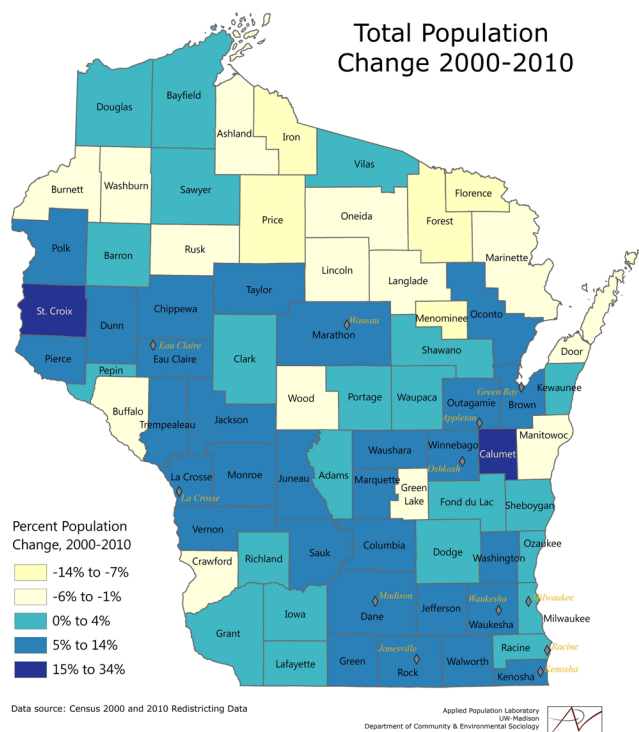 Total Population
Change 2000-2010
Douglas
Bayfield
Ashland
Iron
Vilas
Burnett
Washburn
Sawyer
Price
Oneida
Forest
Florence
Marinette
Polk
Barron
Rusk
Lincoln
Langlade
St. Croix
Dunn
Chippewa
Taylor
Marathon
Wausau
Menominee
Oconto
Shawano
Door
Pierce
Pepin
Eau Claire
Eau Claire
Clark
Wood
Portage
Waupaca
Outagamie
Appleton
Green Bay
Brown
Kewaunee
Buffalo
Trempealeau
Jackson
Waushara
Winnebago
Oshkosh
Calumet
Manitowoc
La Crosse
La Crosse
Monroe
Juneau
Adams
Marquette
Green
Lake
Fond du Lac
Sheboygan
Vernon
Sauk
Columbia
Dodge
Washington
Ozaukee
Crawford
Richland
Grant
Iowa
Lafayette
Madison
Dane
Jefferson
Waukesha
Waukesha
Milwaukee
Milwaukee
Green
Janesville
Rock
Walworth
Racine
Racine
Kenosha
Kenosha
Percent Population
Change, 2000-2010
-14% to -7%
-6% to -1%
0% to 4%
5% to 14%
15% to 34%
Data source: Census 2000 and 2010 Redistricting Data
Applied Population Laboratory
UW-Madison
Department of Community & Environmental Sociology